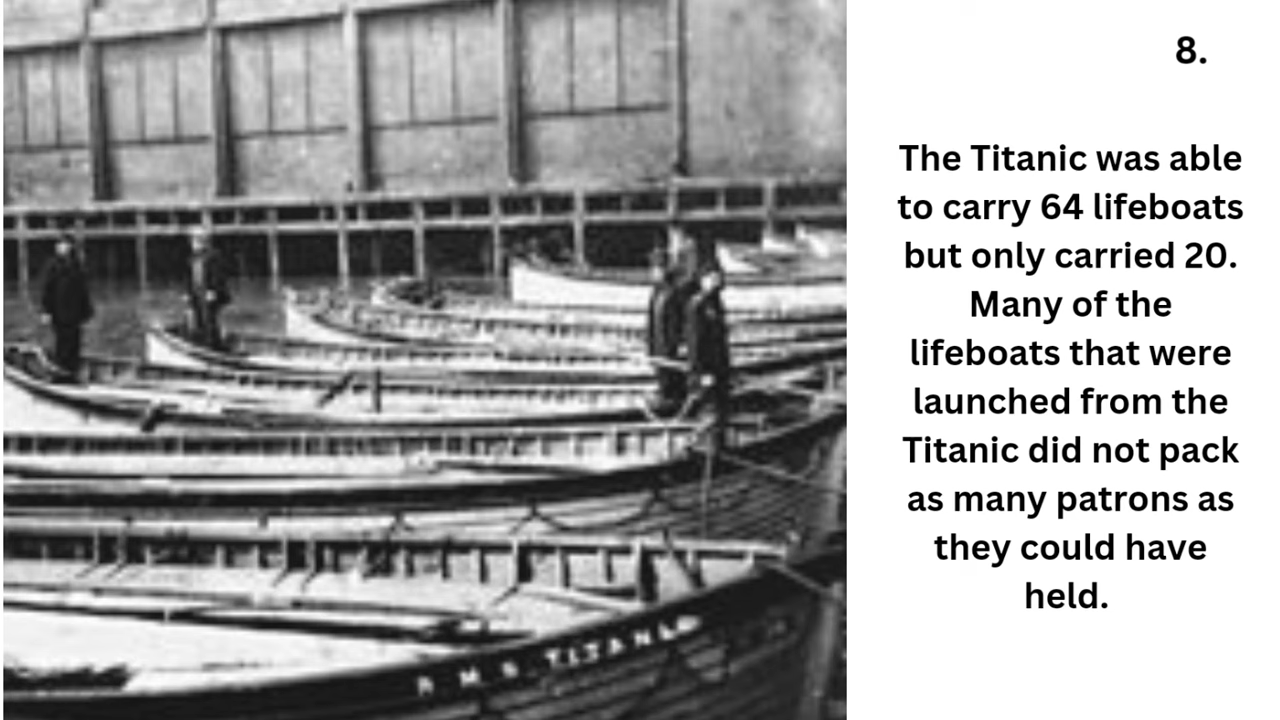 8.
The Titanic was able
to carry 64 lifeboats
but only carried 20.
Many of the
lifeboats that were
launched from the
Titanic did not pack
as many patrons as
they could have
held.
R.M.S. TITANIC